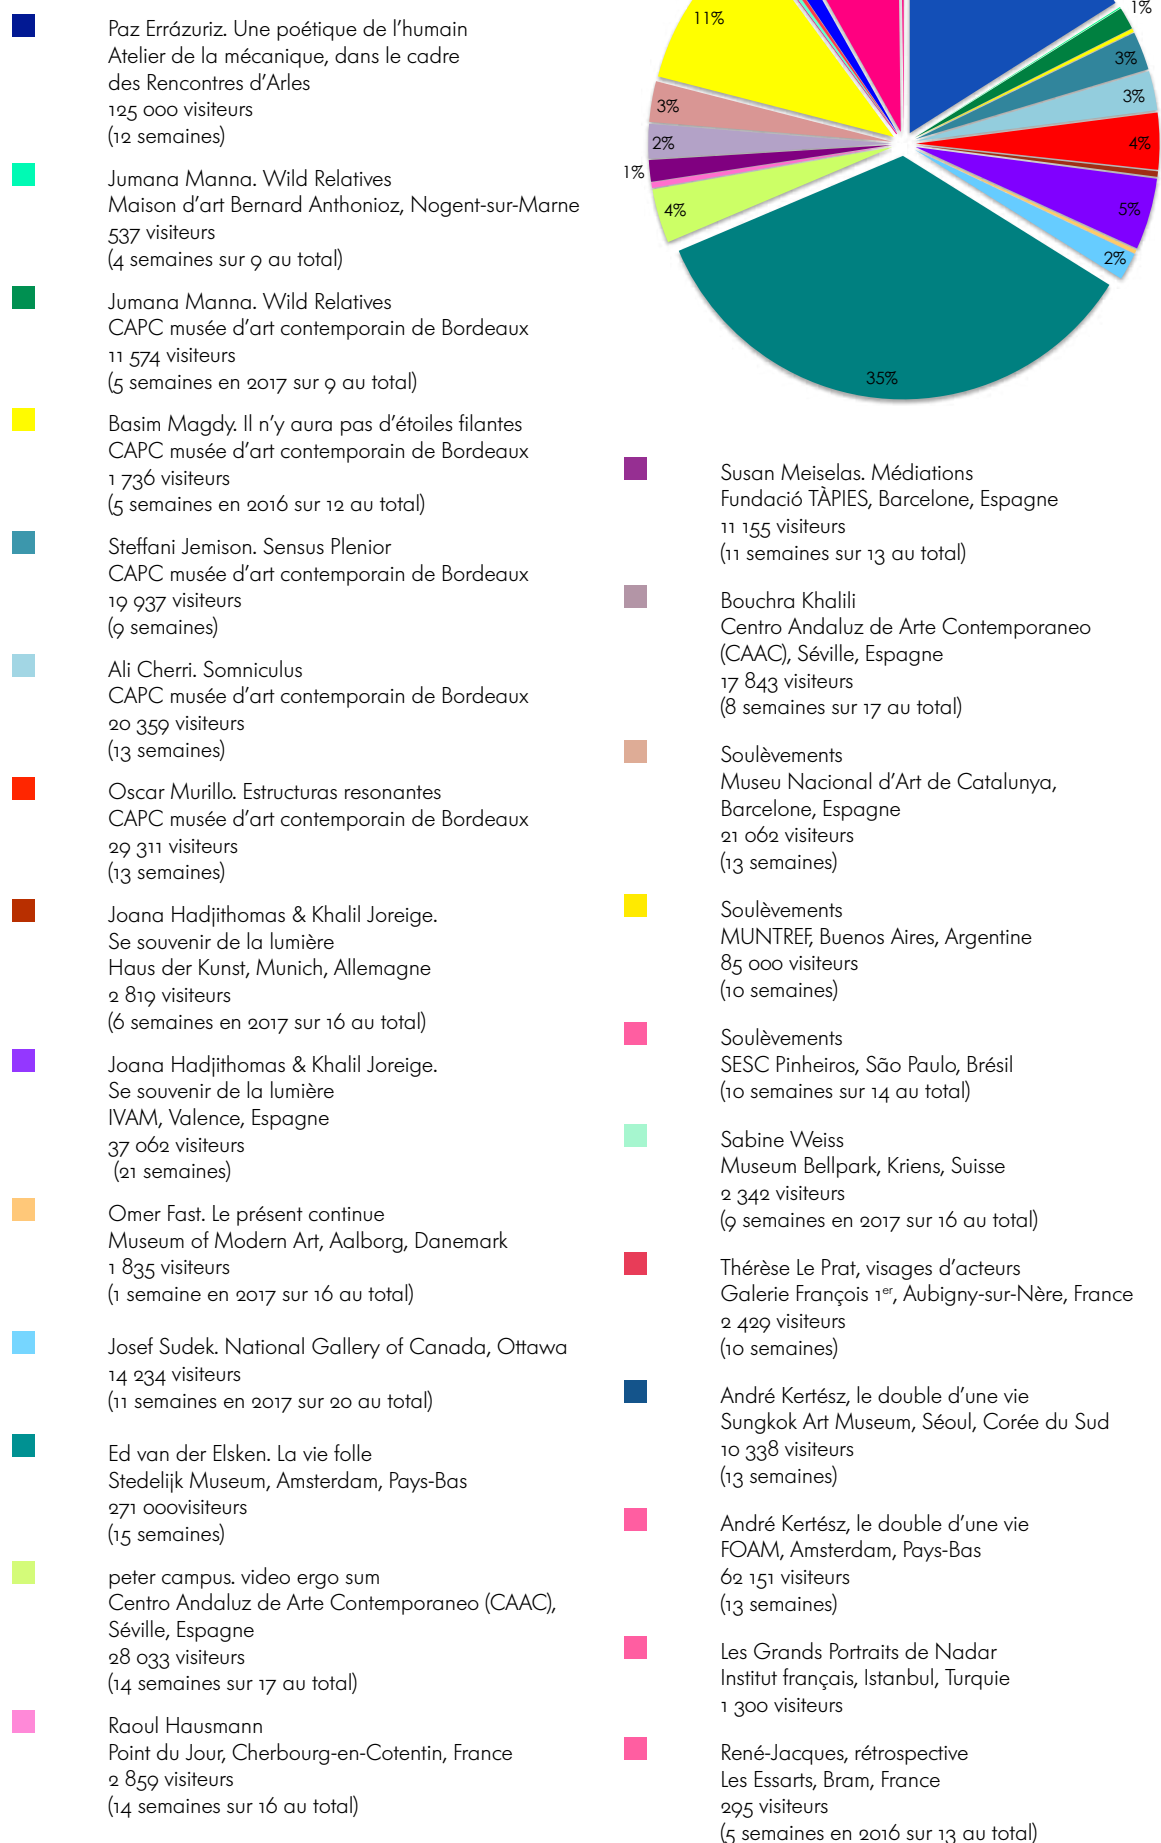 Paz Errázuriz. Une poétique de l’humain
Atelier de la mécanique, dans le cadre
des Rencontres d’Arles
125 000 visiteurs
(12 semaines)
Jumana Manna. Wild Relatives
Maison d’art Bernard Anthonioz, Nogent-sur-Marne
537 visiteurs
(4 semaines sur 9 au total)
Jumana Manna. Wild Relatives
CAPC musée d’art contemporain de Bordeaux
11 574 visiteurs
(5 semaines en 2017 sur 9 au total)
Basim Magdy. Il n’y aura pas d’étoiles filantes
CAPC musée d’art contemporain de Bordeaux
1 736 visiteurs
(5 semaines en 2016 sur 12 au total)
Steffani Jemison. Sensus Plenior
CAPC musée d’art contemporain de Bordeaux
19 937 visiteurs
(9 semaines)
Ali Cherri. Somniculus
CAPC musée d’art contemporain de Bordeaux
20 359 visiteurs
(13 semaines)
Oscar Murillo. Estructuras resonantes
CAPC musée d’art contemporain de Bordeaux
29 311 visiteurs
(13 semaines)
Joana Hadjithomas & Khalil Joreige.
Se souvenir de la lumière
Haus der Kunst, Munich, Allemagne
2 819 visiteurs
(6 semaines en 2017 sur 16 au total)
Joana Hadjithomas & Khalil Joreige.
Se souvenir de la lumière
IVAM, Valence, Espagne
37 062 visiteurs
(21 semaines)
Omer Fast. Le présent continue
Museum of Modern Art, Aalborg, Danemark
1 835 visiteurs
(1 semaine en 2017 sur 16 au total)
Josef Sudek. National Gallery of Canada, Ottawa
14 234 visiteurs
(11 semaines en 2017 sur 20 au total)
Ed van der Elsken. La vie folle
Stedelijk Museum, Amsterdam, Pays-Bas
271 000visiteurs
(15 semaines)
peter campus. video ergo sum
Centro Andaluz de Arte Contemporaneo (CAAC),
Séville, Espagne
28 033 visiteurs
(14 semaines sur 17 au total)
Raoul Hausmann
Point du Jour, Cherbourg-en-Cotentin, France
2 859 visiteurs
(14 semaines sur 16 au total)
11%
3%
2%
1%
4%
35%
1%
3%
3%
4%
5%
2%
Susan Meiselas. Médiations
Fundació TÀPIES, Barcelone, Espagne
11 155 visiteurs
(11 semaines sur 13 au total)
Bouchra Khalili
Centro Andaluz de Arte Contemporaneo
(CAAC), Séville, Espagne
17 843 visiteurs
(8 semaines sur 17 au total)
Soulèvements
Museu Nacional d’Art de Catalunya,
Barcelone, Espagne
21 062 visiteurs
(13 semaines)
Soulèvements
MUNTREF, Buenos Aires, Argentine
85 000 visiteurs
(10 semaines)
Soulèvements
SESC Pinheiros, São Paulo, Brésil
(10 semaines sur 14 au total)
Sabine Weiss
Museum Bellpark, Kriens, Suisse
2 342 visiteurs
(9 semaines en 2017 sur 16 au total)
Thérèse Le Prat, visages d’acteurs
Galerie François 1er, Aubigny-sur-Nère, France
2 429 visiteurs
(10 semaines)
André Kertész, le double d’une vie
Sungkok Art Museum, Séoul, Corée du Sud
10 338 visiteurs
(13 semaines)
André Kertész, le double d’une vie
FOAM, Amsterdam, Pays-Bas
62 151 visiteurs
(13 semaines)
Les Grands Portraits de Nadar
Institut français, Istanbul, Turquie
1 300 visiteurs
René-Jacques, rétrospective
Les Essarts, Bram, France
295 visiteurs
(5 semaines en 2016 sur 13 au total)